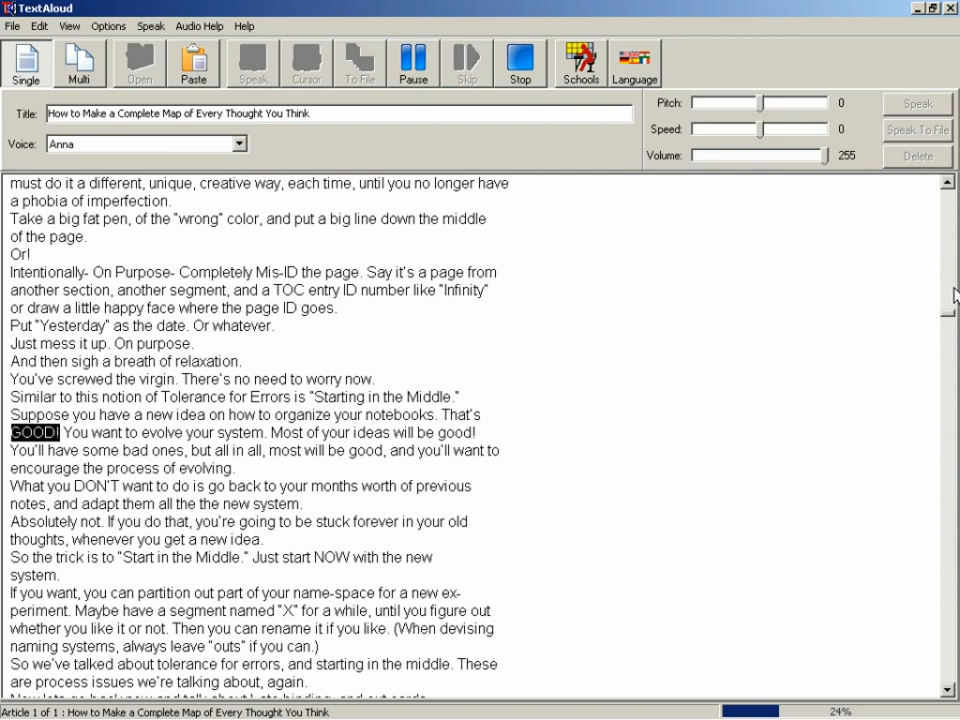 TextAloud
File Edit View Options Speak Audio Help Help
Single Multi Open Paste Speak Cursor To File Pause Skip Stop Schools Language
Title: How to Make a Complete Map of Every Thought You Think
Voice: Anna
Pitch: 0 Speak
Speed: 0 Speak To File
Volume: 255 Delete
must do it a different, unique, creative way, each time, until you no longer have
a phobia of imperfection.
Take a big fat pen, of the "wrong" color, and put a big line down the middle
of the page.
Or!
Intentionally- On Purpose- Completely Mis-ID the page. Say it's a page from
another section, another segment, and a TOC entry ID number like "Infinity"
or draw a little happy face where the page ID goes.
Put "Yesterday" as the date. Or whatever.
Just mess it up. On purpose.
And then sigh a breath of relaxation.
You've screwed the virgin. There's no need to worry now.
Similar to this notion of Tolerance for Errors is "Starting in the Middle."
Suppose you have a new idea on how to organize your notebooks. That's
GOOD! You want to evolve your system. Most of your ideas will be good!
You'll have some bad ones, but all in all, most will be good, and you'll want to
encourage the process of evolving.
What you DON'T want to do is go back to your months worth of previous
notes, and adapt them all the the new system.
Absolutely not. If you do that, you're going to be stuck forever in your old
thoughts, whenever you get a new idea.
So the trick is to "Start in the Middle." Just start NOW with the new
system.
If you want, you can partition out part of your name-space for a new ex-
periment. Maybe have a segment named "X" for a while, until you figure out
whether you like it or not. Then you can rename it if you like. (When devising
naming systems, always leave "outs" if you can.)
So we've talked about tolerance for errors, and starting in the middle. These
are process issues we're talking about, again.
Article 1 of 1 : How to Make a Complete Map of Every Thought You Think 24%